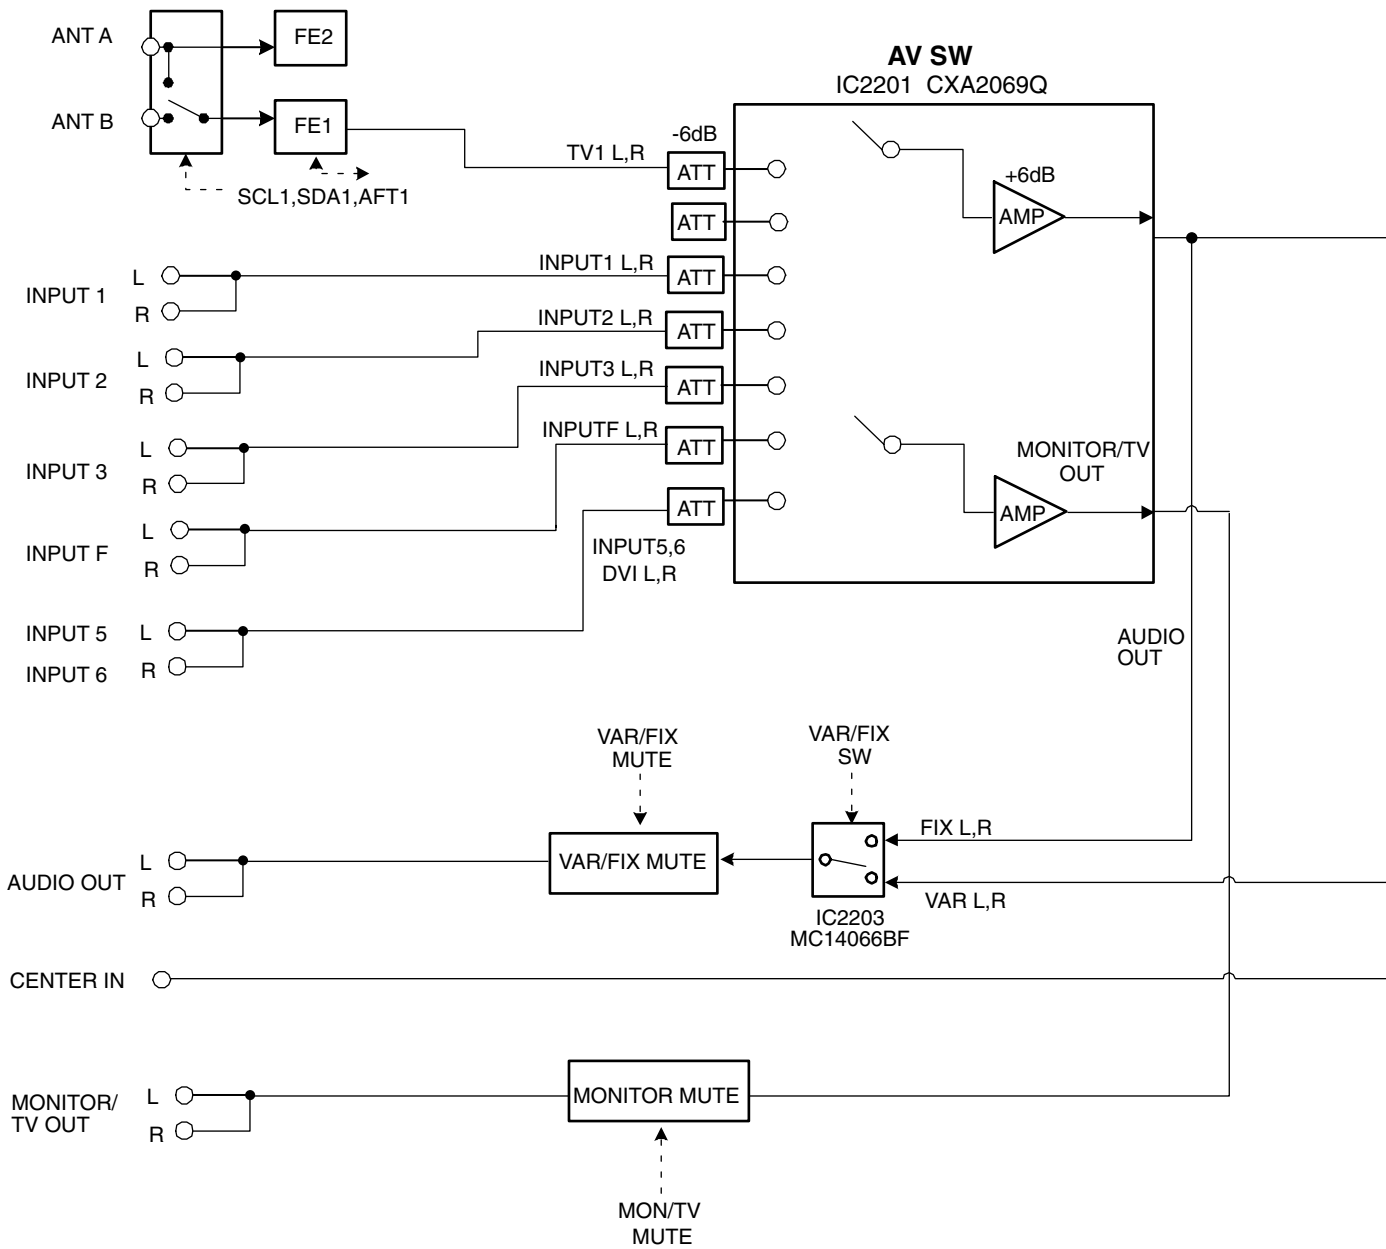 ANT A
FE2
ANT B
FE1
SCL1,SDA1,AFT1
AV SW
IC2201 CXA2069Q
-6dB
TV1 L,R
ATT
ATT
INPUT1 L,R
ATT
INPUT2 L,R
ATT
INPUT3 L,R
ATT
INPUTF L,R
ATT
ATT
INPUT5,6
DVI L,R
+6dB
AMP
MONITOR/TV
OUT
AMP
INPUT 1
L
R
INPUT 2
L
R
INPUT 3
L
R
INPUT F
L
R
INPUT 5
L
INPUT 6
R
AUDIO
OUT
VAR/FIX
MUTE
VAR/FIX
SW
FIX L,R
VAR L,R
VAR/FIX MUTE
IC2203
MC14066BF
AUDIO OUT
L
R
CENTER IN
MONITOR/
TV OUT
L
R
MONITOR MUTE
MON/TV
MUTE